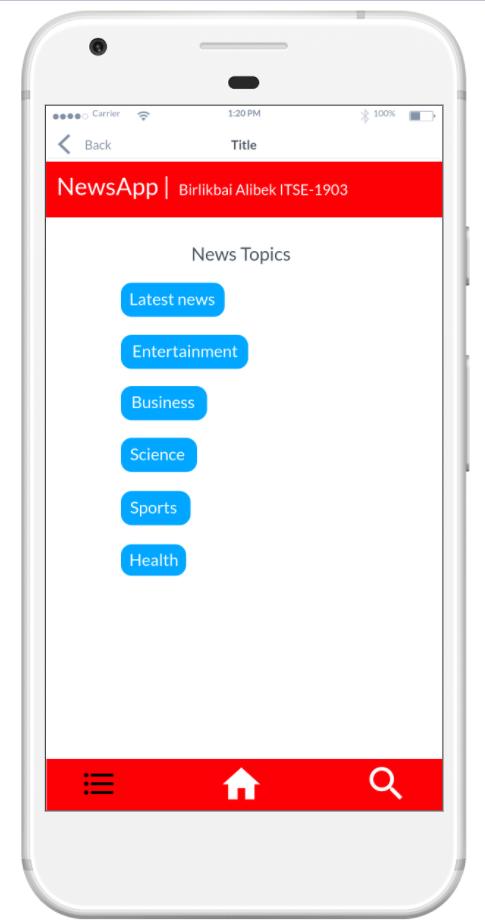 Carrier 1:20 PM 100%
Back Title
NewsApp | Birlikbai Alibek ITSE-1903
News Topics
Latest news
Entertainment
Business
Science
Sports
Health